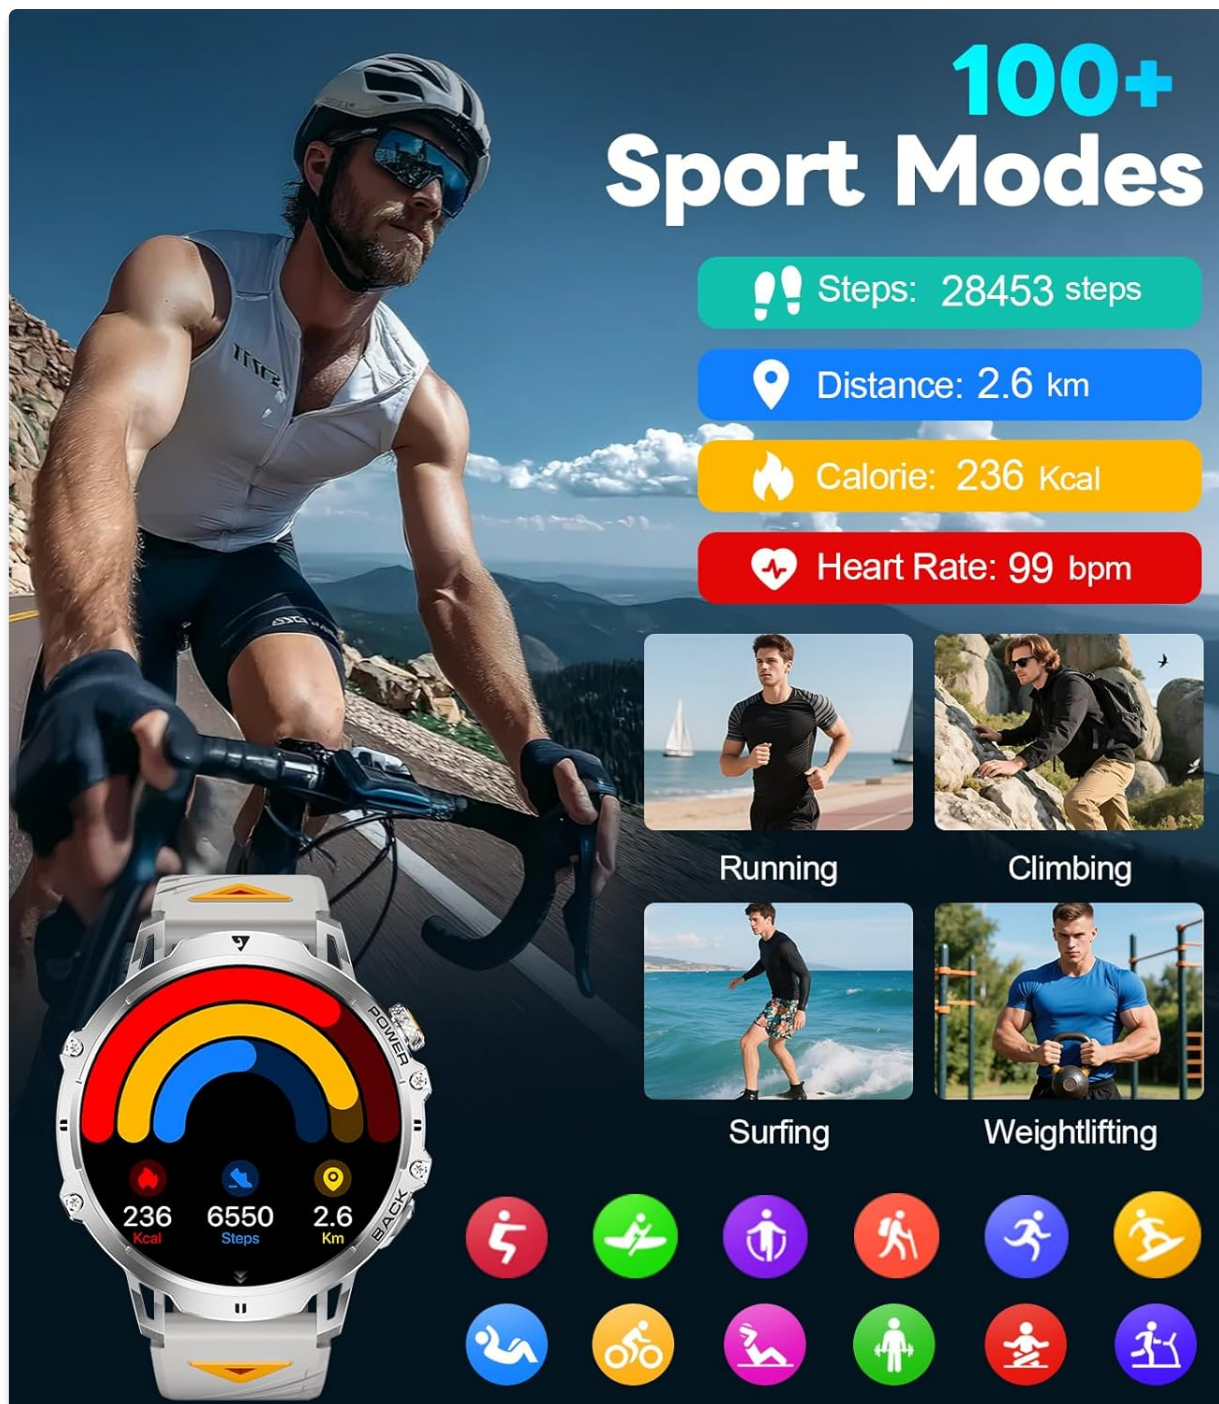 100+
Sport Modes
Steps: 28453 steps
Distance: 2.6 km
Calorie: 236 Kcal
Heart Rate: 99 bpm
Running
Climbing
Surfing
Weightlifting
POWER
236
Kcal
6550
Steps
2.6
Km
BACK